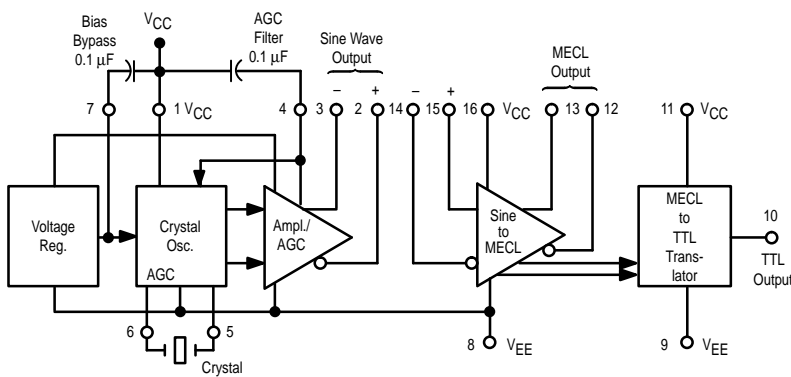 Bias
Bypass
0.1 µF
VCC
AGC
Filter
0.1 µF
Sine Wave
Output
MECL
Output
7
1 VCC
4
3
–
2
+
14
–
15
+
16
VCC
13
12
11
VCC
Voltage
Reg.
Crystal
Osc.
AGC
Ampl./
AGC
Sine
to
MECL
MECL
to
TTL
Trans-
lator
10
TTL
Output
6
5
Crystal
8
VEE
9
VEE